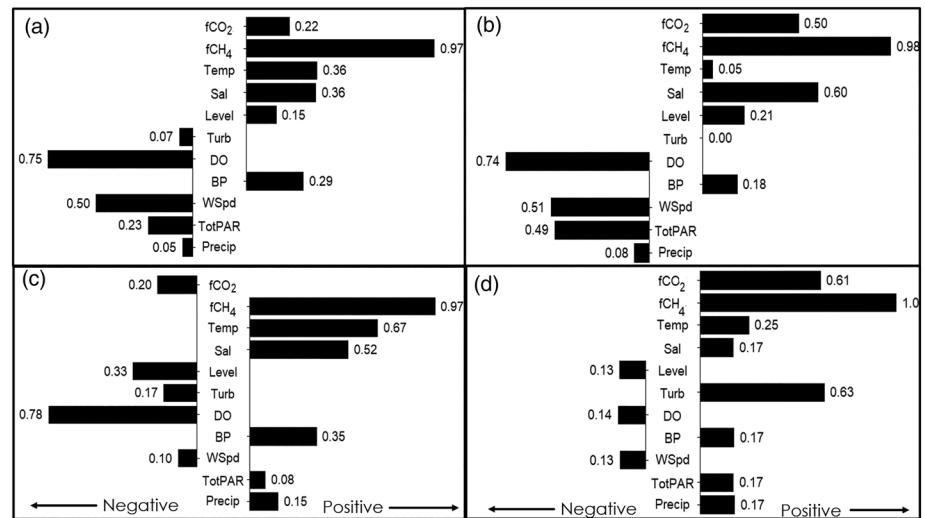 (a)
fCO₂ 0.22
fCH₄ 0.97
Temp 0.36
Sal 0.36
Level 0.15
0.07 Turb
0.75 DO
BP 0.29
0.50 WSpd
0.23 TotPAR
0.05 Precip
(b)
fCO₂ 0.50
fCH₄ 0.98
Temp 0.05
Sal 0.60
Level 0.21
Turb 0.00
0.74 DO
BP 0.18
0.51 WSpd
0.49 TotPAR
0.08 Precip
(c)
0.20 fCO₂
fCH₄ 0.97
Temp 0.67
Sal 0.52
0.33 Level
0.17 Turb
0.78 DO
BP 0.35
0.10 WSpd
TotPAR 0.08
Precip 0.15
Negative Positive
(d)
fCO₂ 0.61
fCH₄ 1.0
Temp 0.25
Sal 0.17
0.13 Level
Turb 0.63
0.14 DO
BP 0.17
0.13 WSpd
TotPAR 0.17
Precip 0.17
Negative Positive